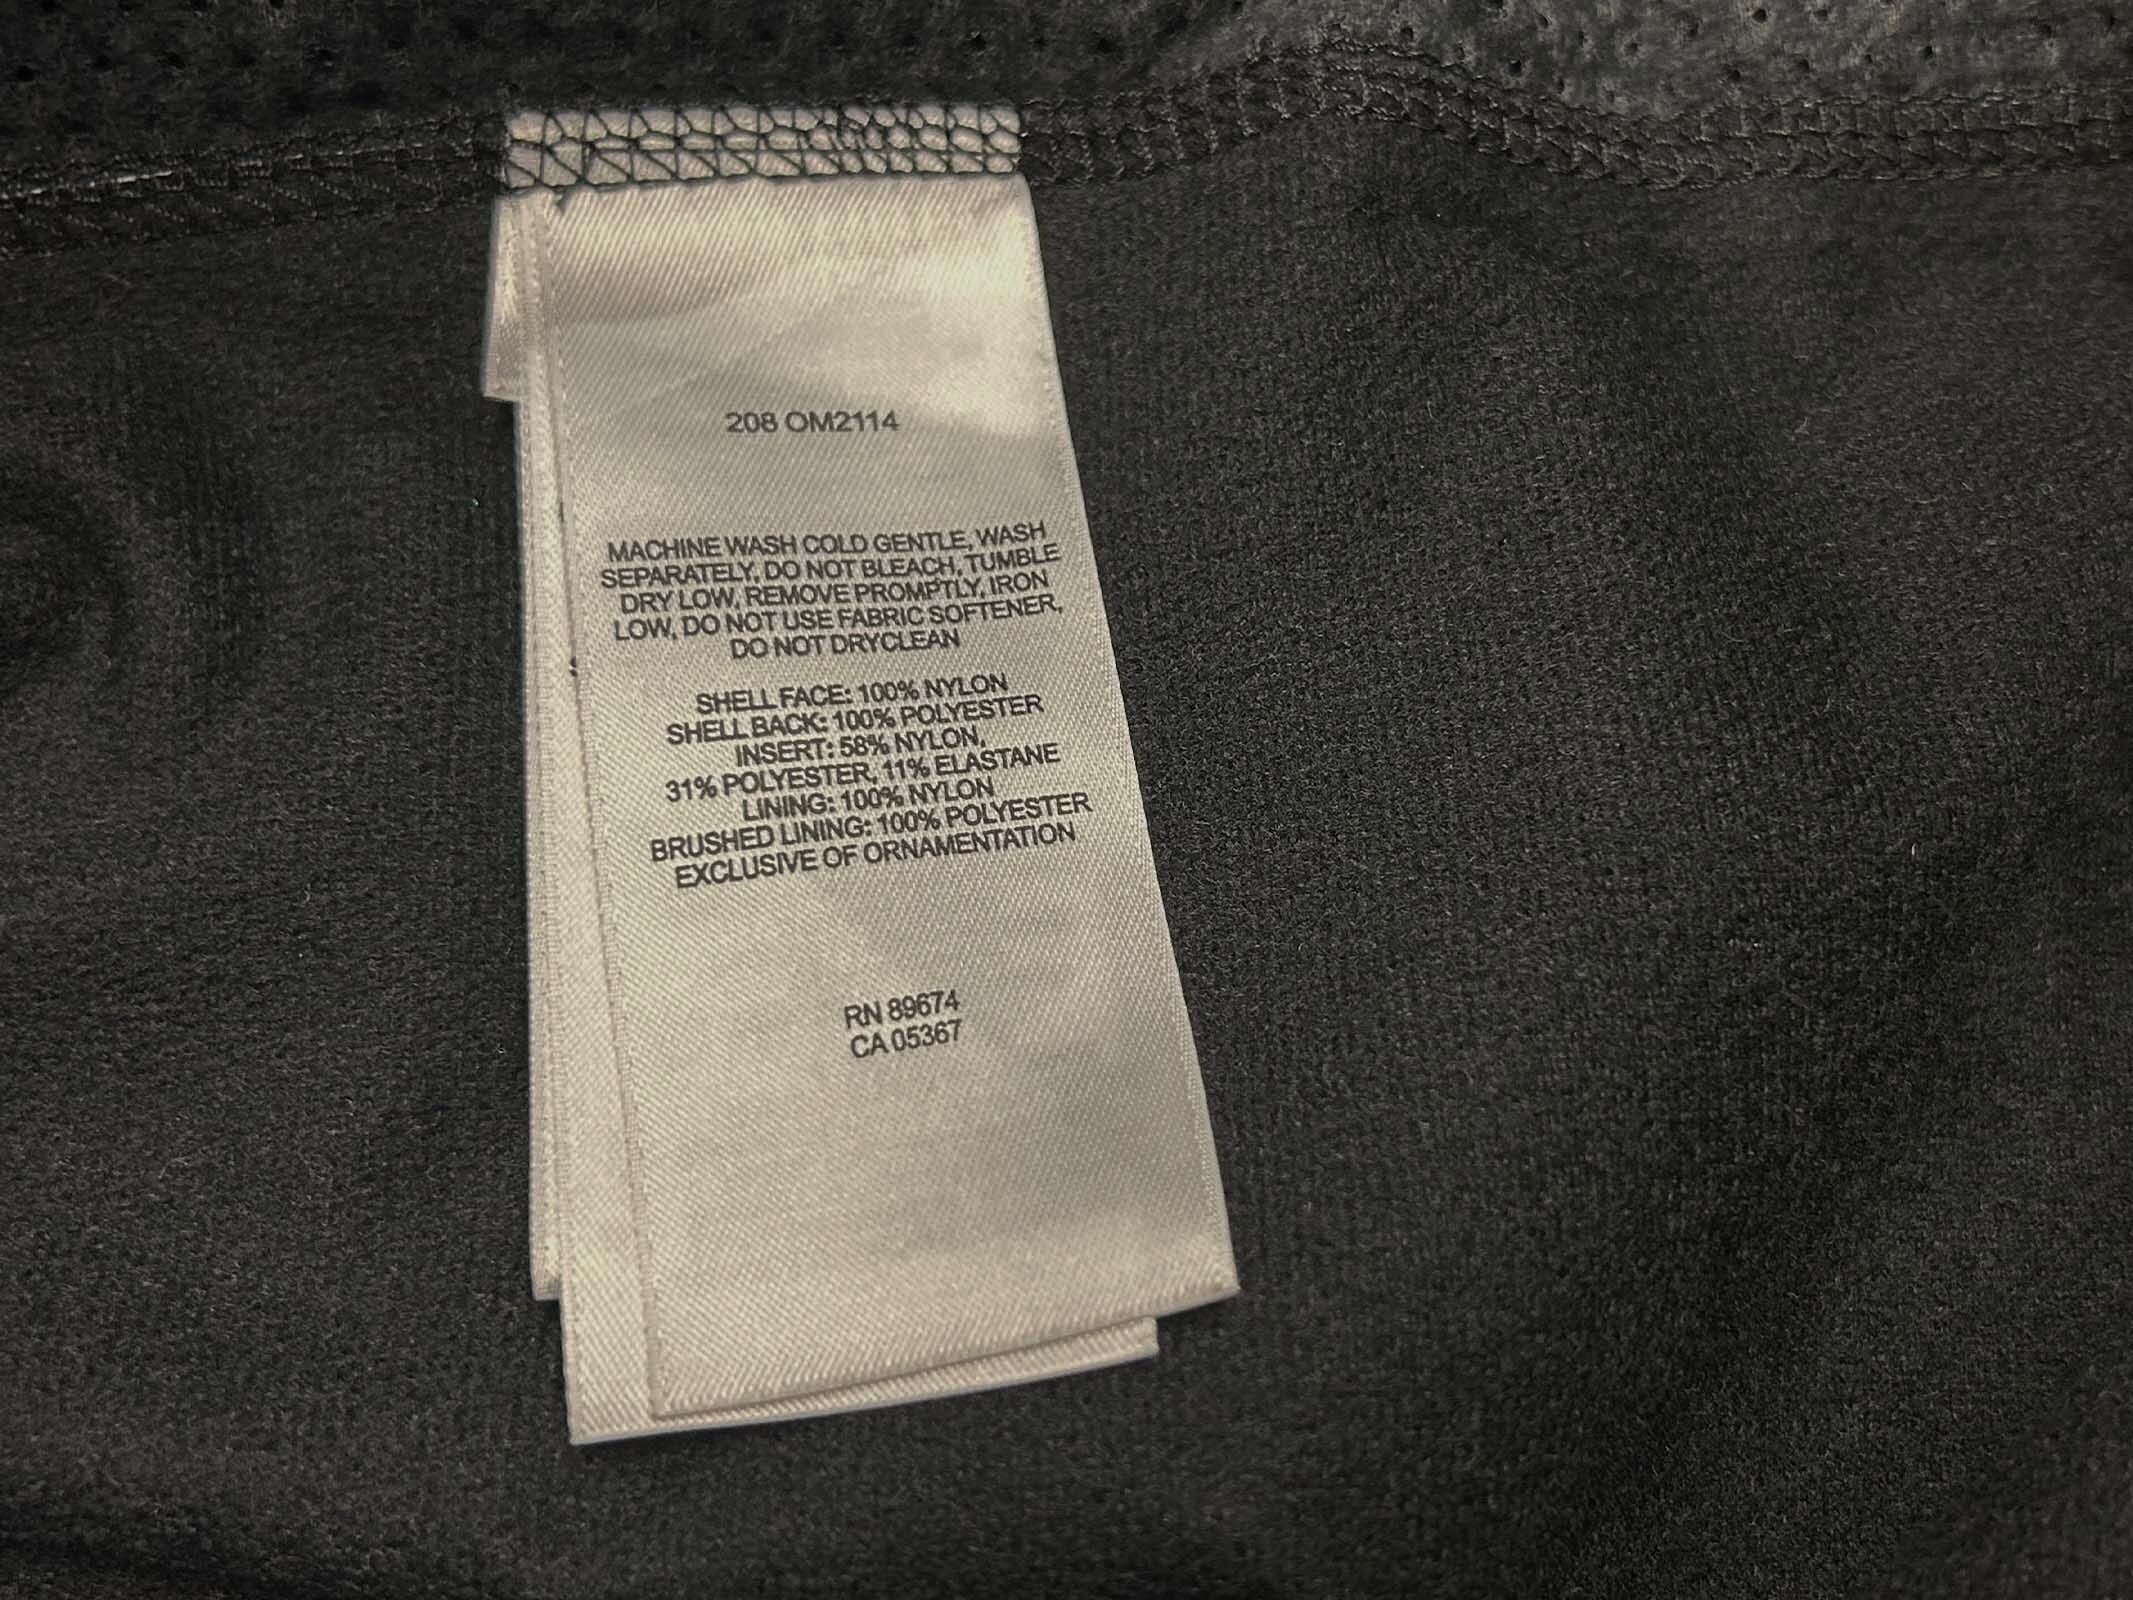 208 OM2114
MACHINE WASH COLD GENTLE, WASH
SEPARATELY, DO NOT BLEACH, TUMBLE
DRY LOW, REMOVE PROMPTLY, IRON
LOW, DO NOT USE FABRIC SOFTENER,
DO NOT DRYCLEAN
SHELL FACE: 100% NYLON
SHELL BACK: 100% POLYESTER
INSERT: 58% NYLON,
31% POLYESTER, 11% ELASTANE
LINING: 100% NYLON
BRUSHED LINING: 100% POLYESTER
EXCLUSIVE OF ORNAMENTATION
RN 89674
CA 05367